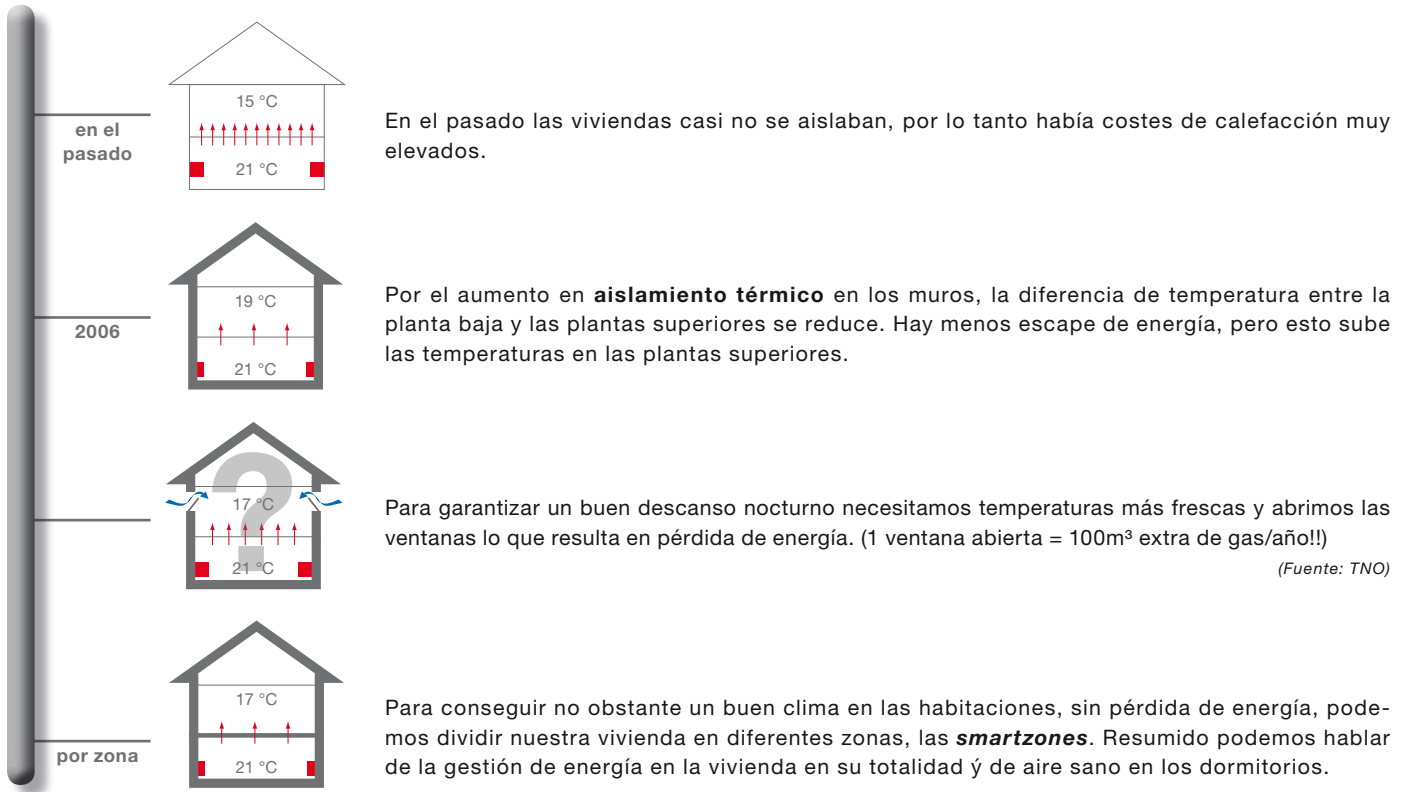 15 °C
en el
pasado
21 °C
En el pasado las viviendas casi no se aislaban, por lo tanto había costes de calefacción muy
elevados.
19 °C
2006
21 °C
Por el aumento en aislamiento térmico en los muros, la diferencia de temperatura entre la
planta baja y las plantas superiores se reduce. Hay menos escape de energía, pero esto sube
las temperaturas en las plantas superiores.
?
17 °C
21 °C
Para garantizar un buen descanso nocturno necesitamos temperaturas más frescas y abrimos las
ventanas lo que resulta en pérdida de energía. (1 ventana abierta = 100m³ extra de gas/año!!)
(Fuente: TNO)
17 °C
por zona
21 °C
Para conseguir no obstante un buen clima en las habitaciones, sin pérdida de energía, pode-
mos dividir nuestra vivienda en diferentes zonas, las smartzones. Resumido podemos hablar
de la gestión de energía en la vivienda en su totalidad ý de aire sano en los dormitorios.